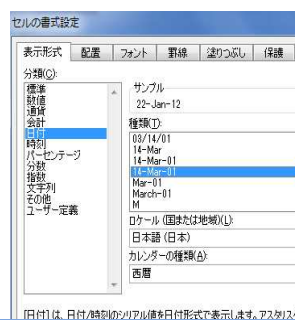 セルの書式設定
表示形式 配置 フォント 罫線 塗りつぶし 保護
分類(C):
標準
数値
通貨
会計
日付
時刻
パーセンテージ
分数
指数
文字列
その他
ユーザー定義
サンプル
22-Jan-12
種類(T):
03/14/01
14-Mar
14-Mar-01
14-Mar-01
Mar-01
March-01
M
ロケール (国または地域)(L):
日本語 (日本)
カレンダーの種類(A):
西暦
[日付] は、日付/時刻のシリアル値を日付形式で表示します。アスタリス